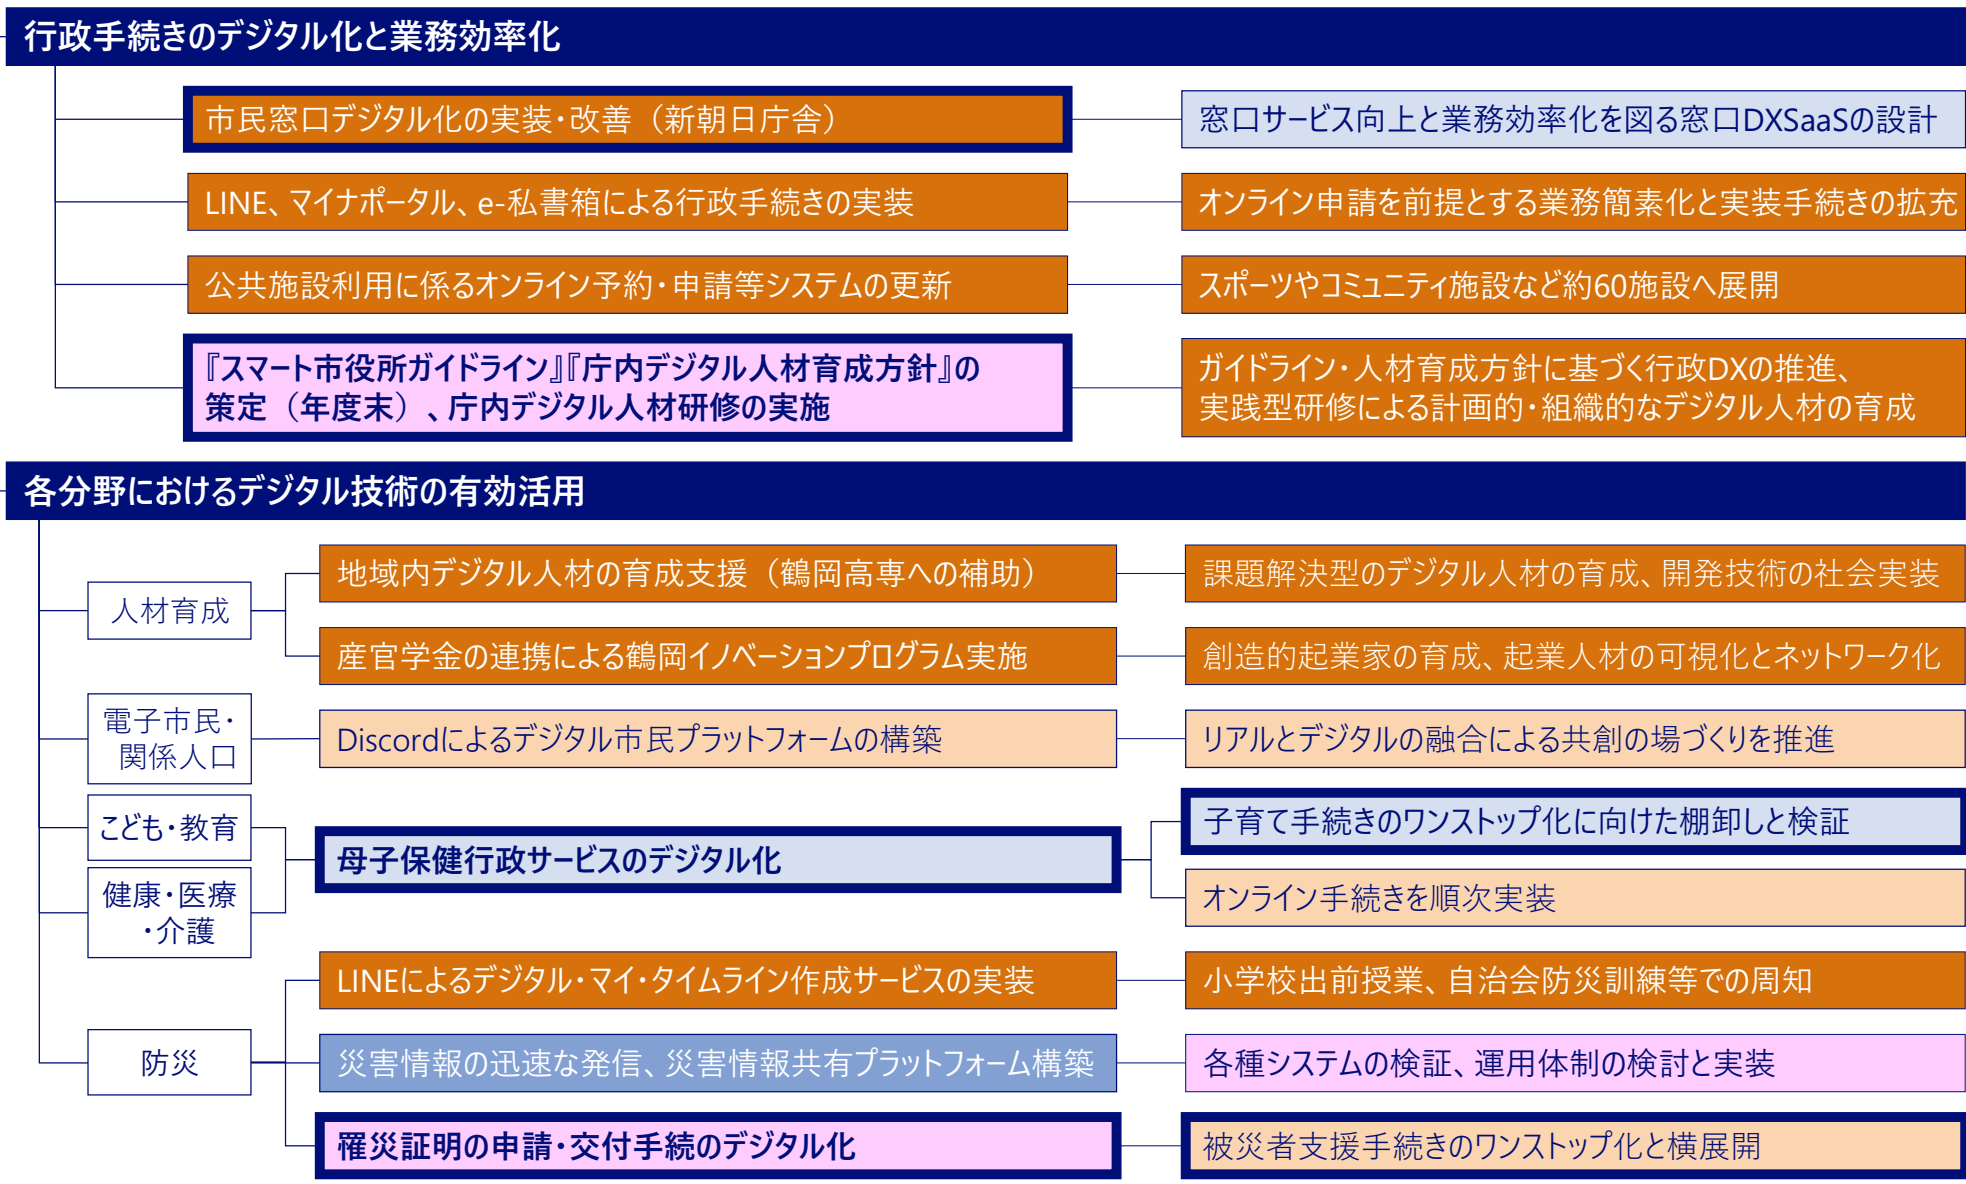 行政手続きのデジタル化と業務効率化
市民窓口デジタル化の実装・改善（新朝日庁舎）
窓口サービス向上と業務効率化を図る窓口DXSaaSの設計
LINE、マイナポータル、e-私書箱による行政手続きの実装
オンライン申請を前提とする業務簡素化と実装手続きの拡充
公共施設利用に係るオンライン予約・申請等システムの更新
スポーツやコミュニティ施設など約60施設へ展開
『スマート市役所ガイドライン』『庁内デジタル人材育成方針』の
策定（年度末）、庁内デジタル人材研修の実施
ガイドライン・人材育成方針に基づく行政DXの推進、
実践型研修による計画的・組織的なデジタル人材の育成
各分野におけるデジタル技術の有効活用
人材育成
地域内デジタル人材の育成支援（鶴岡高専への補助）
課題解決型のデジタル人材の育成、開発技術の社会実装
産官学金の連携による鶴岡イノベーションプログラム実施
創造的起業家の育成、起業人材の可視化とネットワーク化
電子市民・
関係人口
Discordによるデジタル市民プラットフォームの構築
リアルとデジタルの融合による共創の場づくりを推進
こども・教育
健康・医療
・介護
母子保健行政サービスのデジタル化
子育て手続きのワンストップ化に向けた棚卸しと検証
オンライン手続きを順次実装
防災
LINEによるデジタル・マイ・タイムライン作成サービスの実装
小学校出前授業、自治会防災訓練等での周知
災害情報の迅速な発信、災害情報共有プラットフォーム構築
各種システムの検証、運用体制の検討と実装
罹災証明の申請・交付手続のデジタル化
被災者支援手続きのワンストップ化と横展開